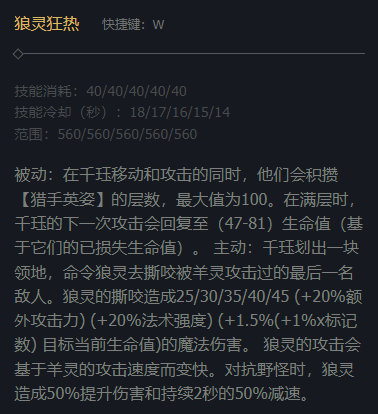 狼灵狂热 快捷键：W
技能消耗：40/40/40/40/40
技能冷却（秒）：18/17/16/15/14
范围：560/560/560/560/560
被动：在千珏移动和攻击的同时，他们会积攒
【猎手英姿】的层数，最大值为100。在满层时，
千珏的下一次攻击会回复至（47-81）生命值（基
于它们的已损失生命值）。 主动：千珏划出一块
领地，命令狼灵去撕咬被羊灵攻击过的最后一名
敌人。狼灵的撕咬造成25/30/35/40/45 (+20%额
外攻击力) (+20%法术强度) (+1.5%(+1%x标记
数) 目标当前生命值)的魔法伤害。 狼灵的攻击会
基于羊灵的攻击速度而变快。对抗野怪时，狼灵
造成50%提升伤害和持续2秒的50%减速。